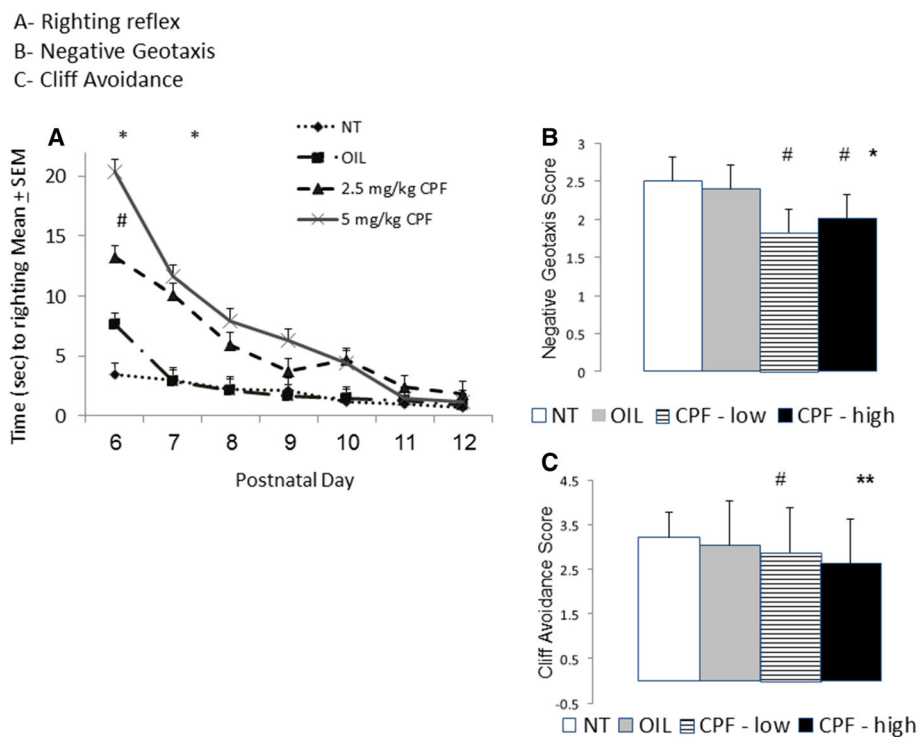 A- Righting reflex
B- Negative Geotaxis
C- Cliff Avoidance
A
* *
NT
OIL
2.5 mg/kg CPF
5 mg/kg CPF
#
Time (sec) to righting Mean ± SEM
20
15
10
5
0
6 7 8 9 10 11 12
Postnatal Day
B
# # *
Negative Geotaxis Score
3
2.5
2
1.5
1
0.5
0
NT OIL CPF - low CPF - high
C
# **
Cliff Avoidance Score
4.5
3.5
2.5
1.5
0.5
-0.5
NT OIL CPF - low CPF - high